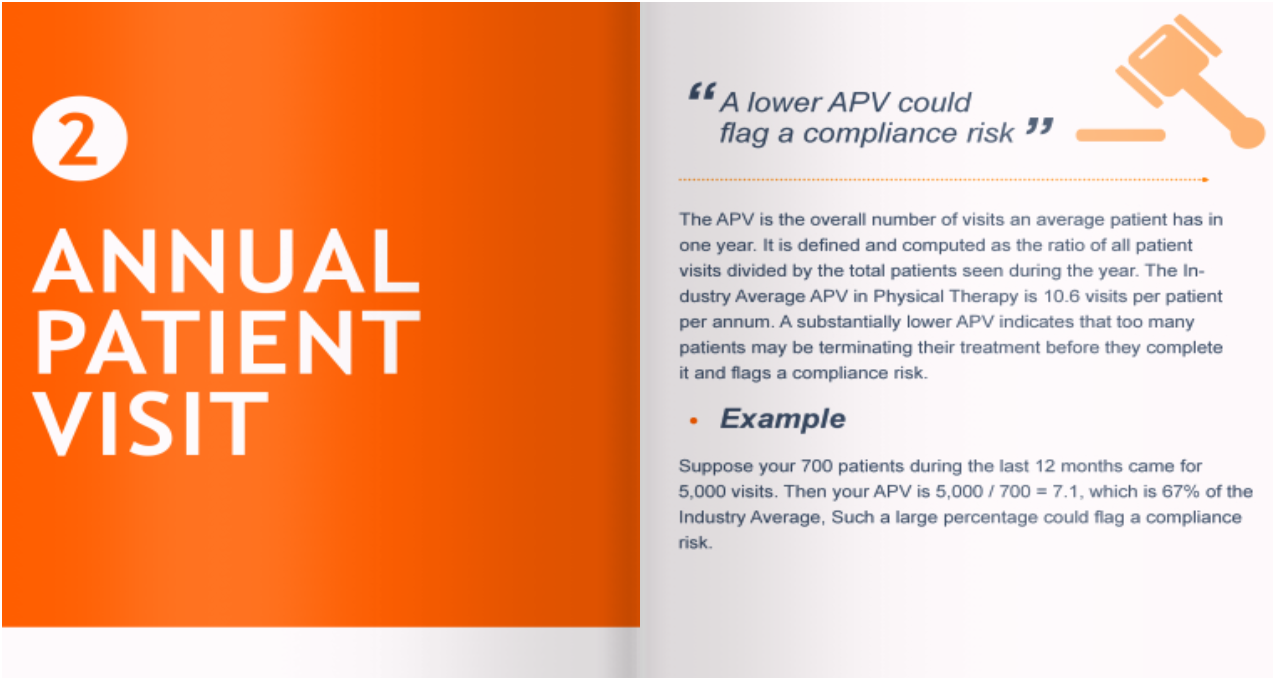 2
ANNUAL
PATIENT
VISIT
“ A lower APV could
flag a compliance risk ”
The APV is the overall number of visits an average patient has in
one year. It is defined and computed as the ratio of all patient
visits divided by the total patients seen during the year. The In-
dustry Average APV in Physical Therapy is 10.6 visits per patient
per annum. A substantially lower APV indicates that too many
patients may be terminating their treatment before they complete
it and flags a compliance risk.
• Example
Suppose your 700 patients during the last 12 months came for
5,000 visits. Then your APV is 5,000 / 700 = 7.1, which is 67% of the
Industry Average, Such a large percentage could flag a compliance
risk.